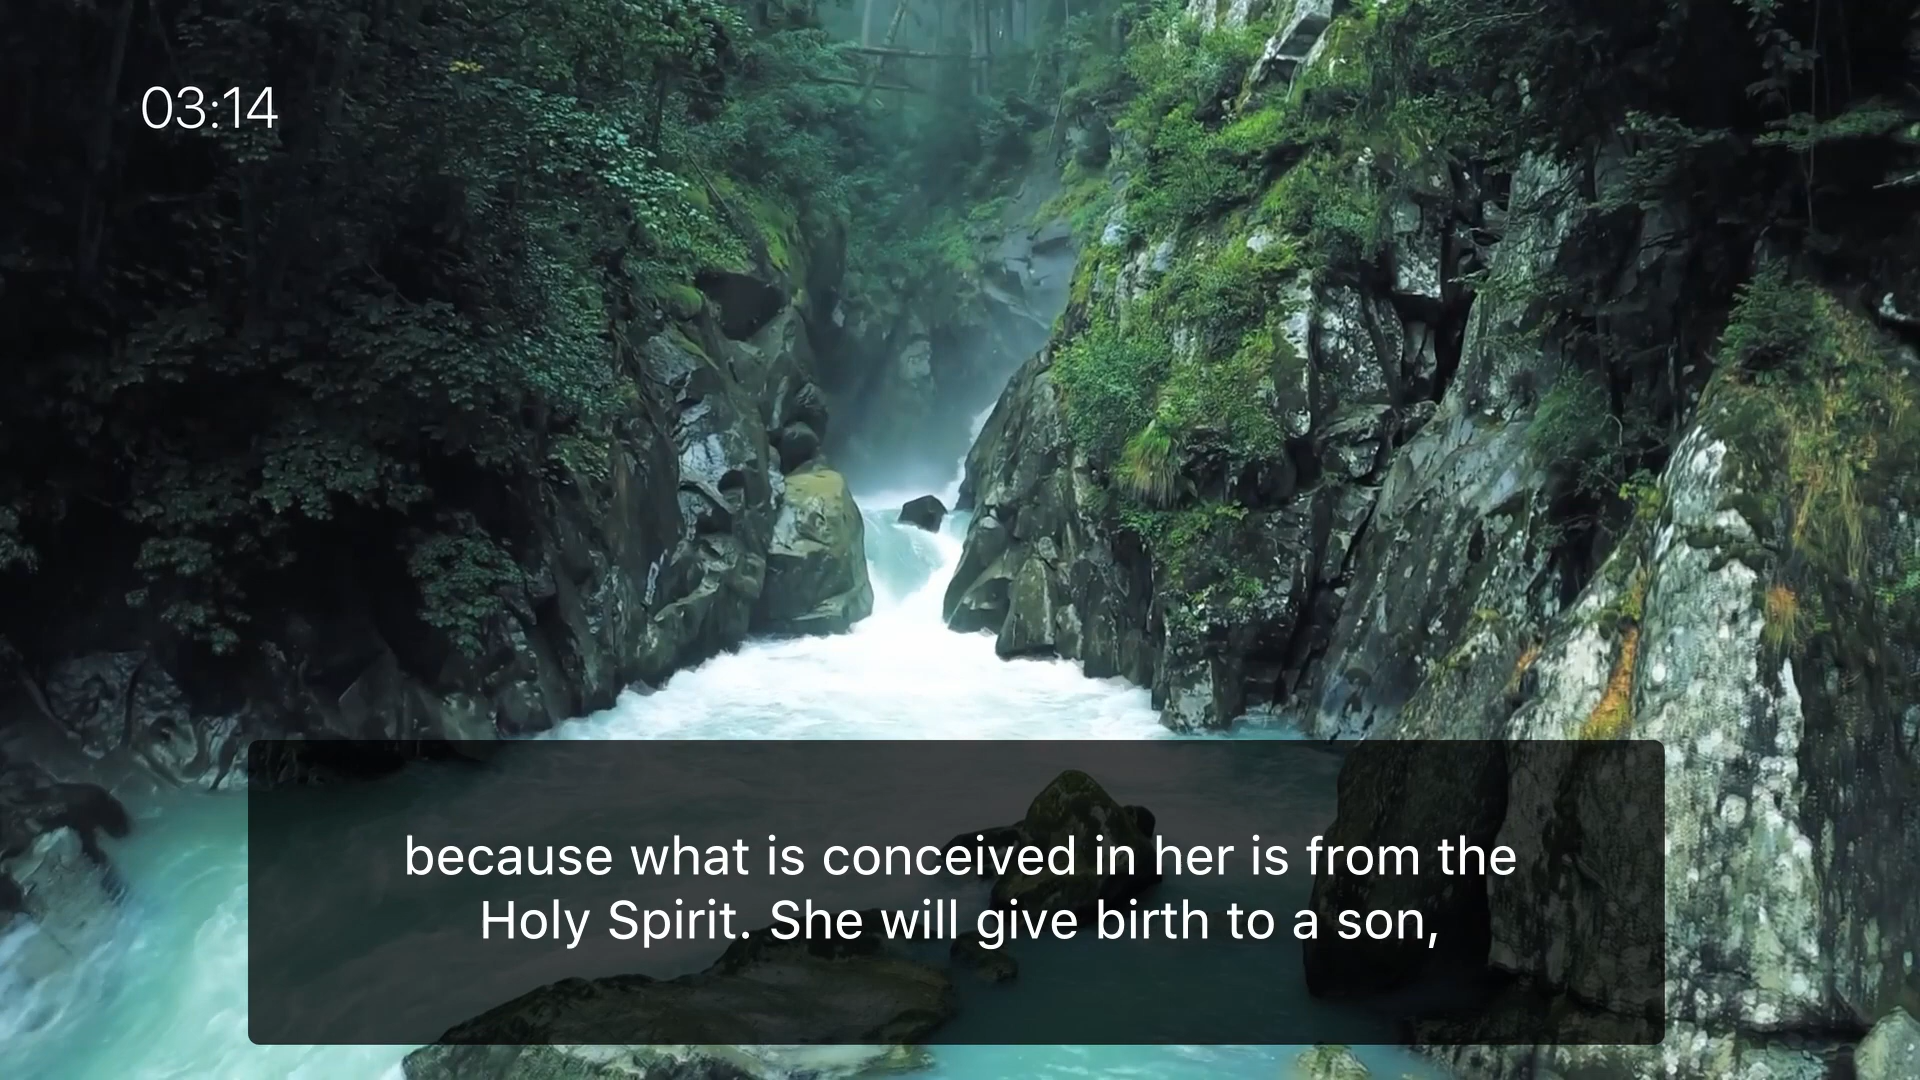 03:14
because what is conceived in her is from the
Holy Spirit. She will give birth to a son,